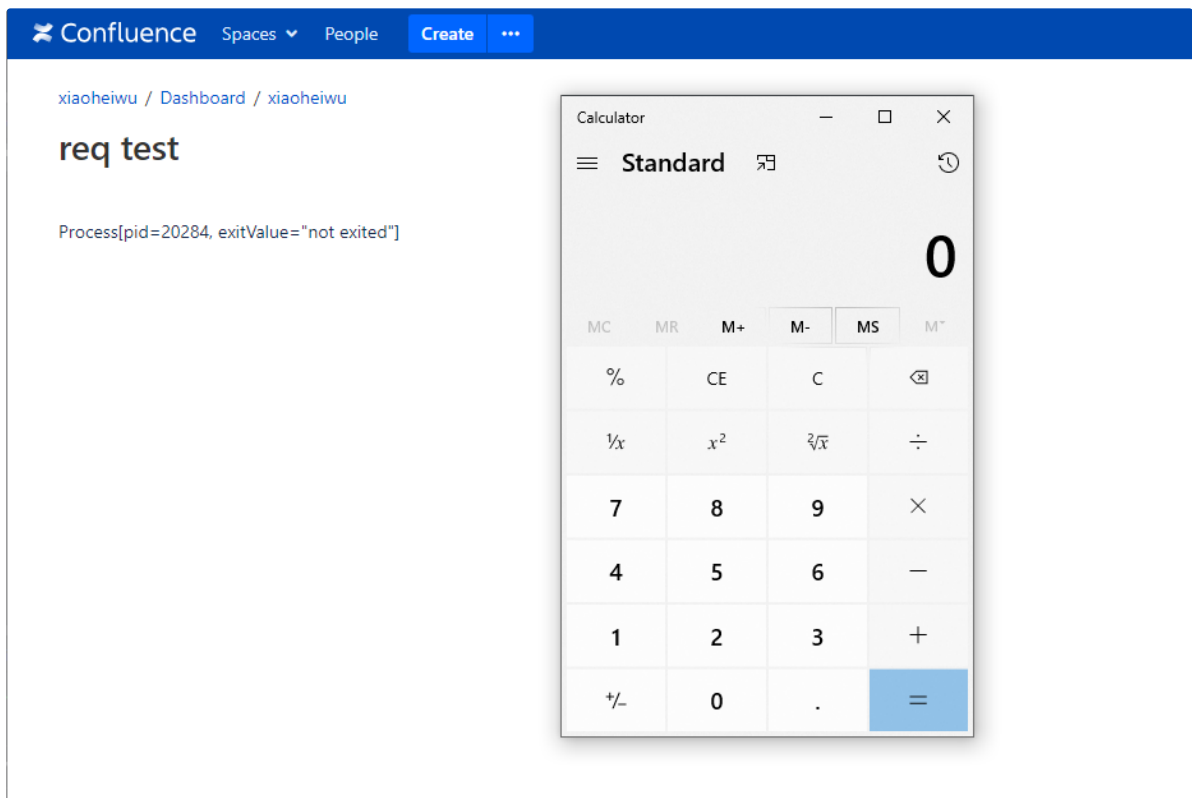 Confluence Spaces People Create •••
xiaoheiwu / Dashboard / xiaoheiwu
req test
Process[pid=20284, exitValue="not exited"]
Calculator
Standard
0
MC MR M+ M- MS M˅
% CE C
¹/x x² ²√x ÷
7 8 9 ×
4 5 6 −
1 2 3 +
+/− 0 . =